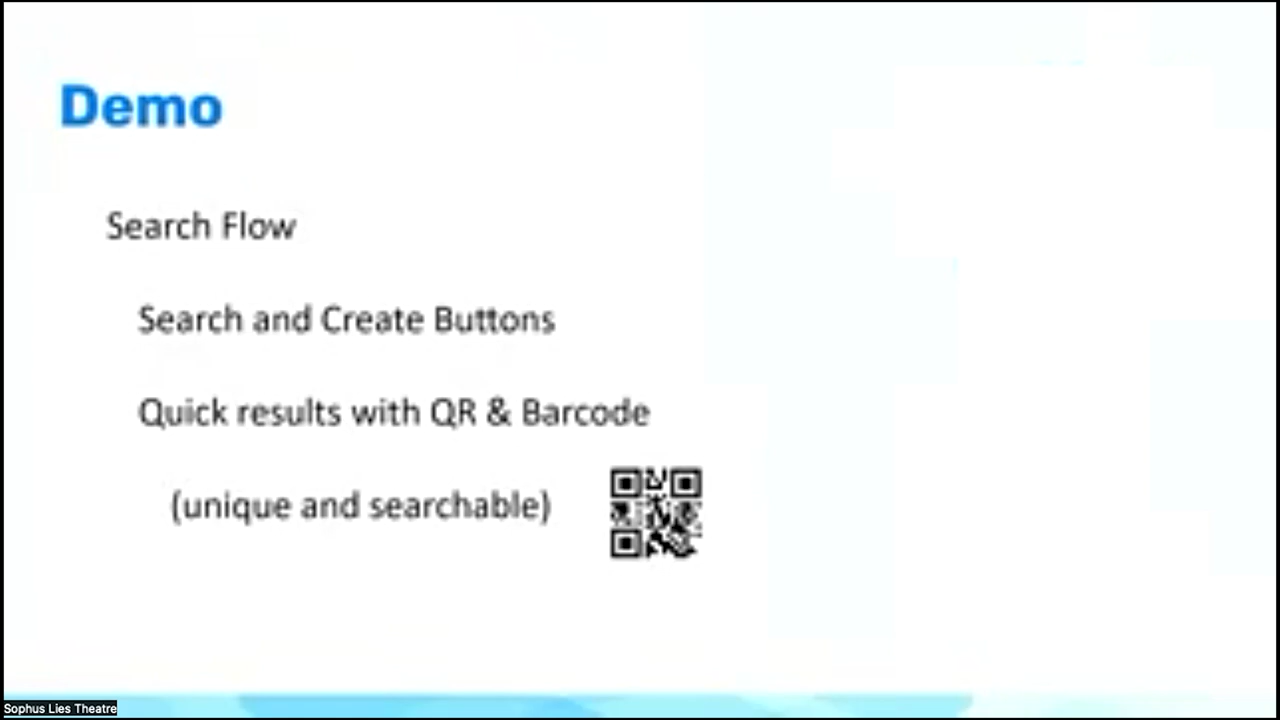 Demo
Search Flow
Search and Create Buttons
Quick results with QR & Barcode
(unique and searchable)
Sophus Lies Theatre